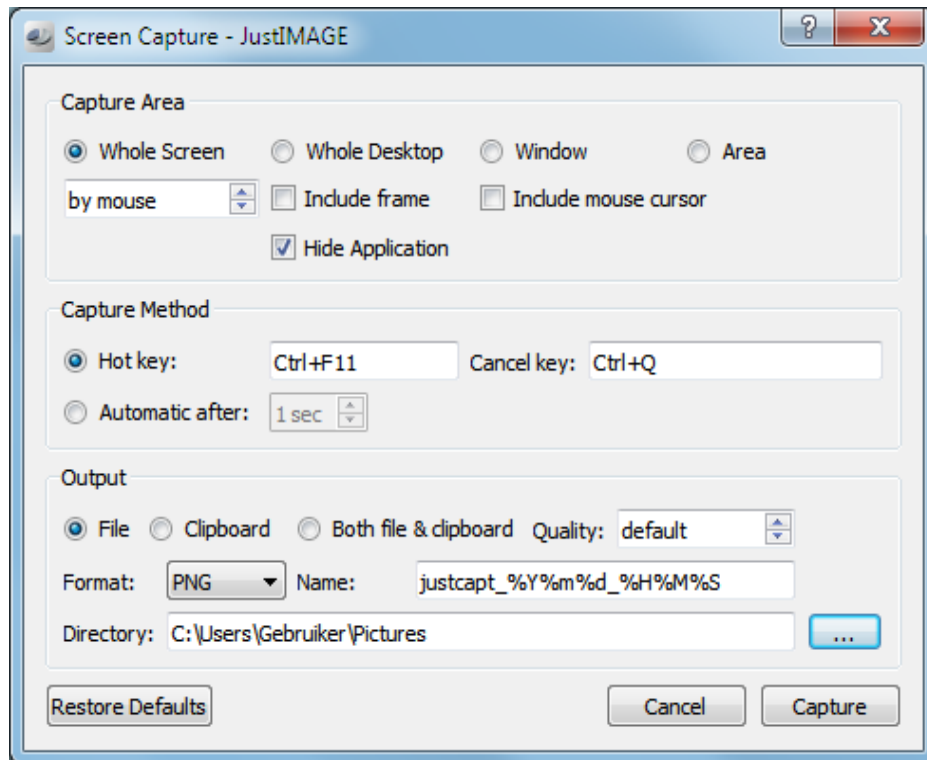 Screen Capture - JustIMAGE
Capture Area
Whole Screen Whole Desktop Window Area
by mouse Include frame Include mouse cursor
Hide Application
Capture Method
Hot key: Ctrl+F11 Cancel key: Ctrl+Q
Automatic after: 1 sec
Output
File Clipboard Both file & clipboard Quality: default
Format: PNG Name: justcapt_%Y%m%d_%H%M%S
Directory: C:\Users\Gebruiker\Pictures ...
Restore Defaults Cancel Capture